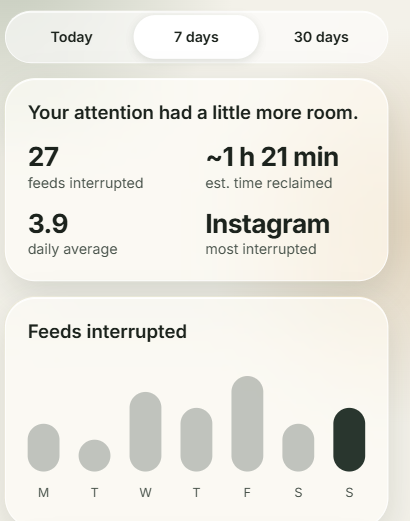 Today 7 days 30 days
Your attention had a little more room.
27 ~1 h 21 min
feeds interrupted est. time reclaimed
3.9 Instagram
daily average most interrupted
Feeds interrupted
M T W T F S S